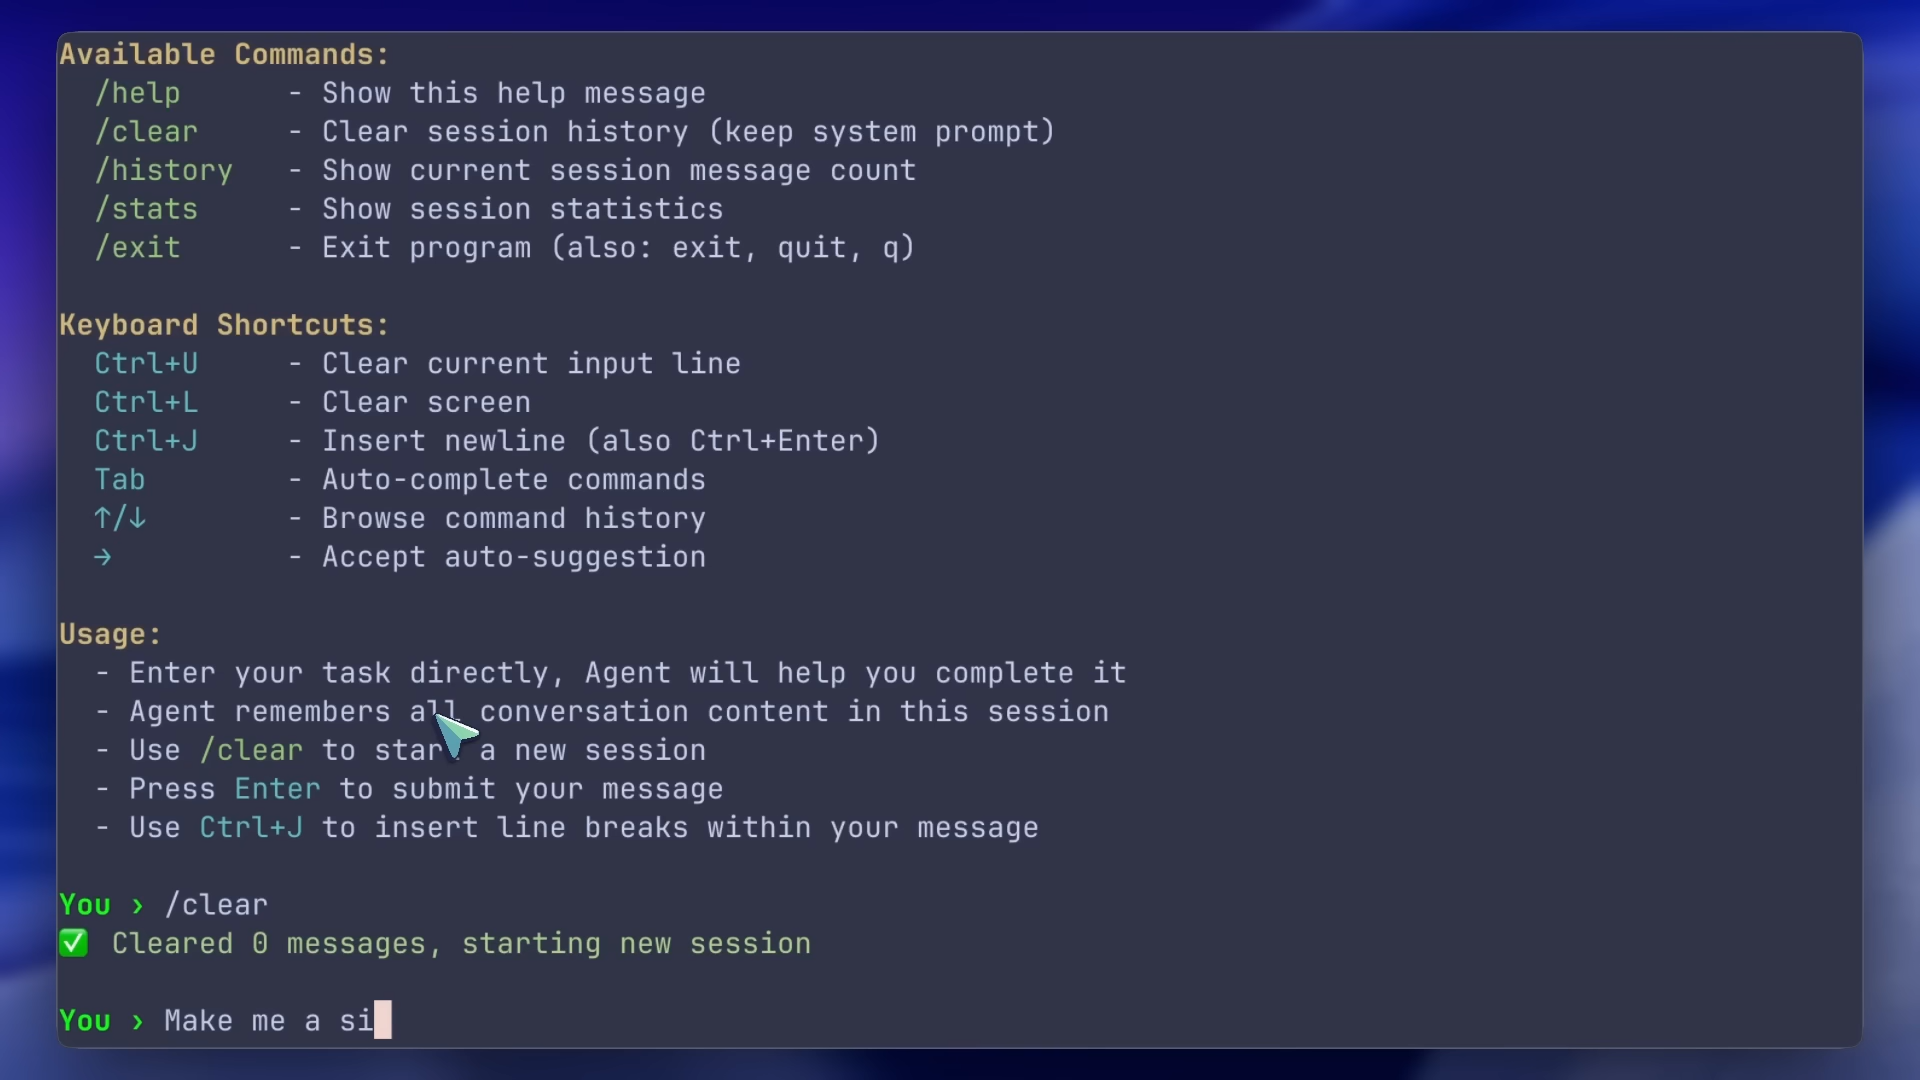 Available Commands:
/help - Show this help message
/clear - Clear session history (keep system prompt)
/history - Show current session message count
/stats - Show session statistics
/exit - Exit program (also: exit, quit, q)
Keyboard Shortcuts:
Ctrl+U - Clear current input line
Ctrl+L - Clear screen
Ctrl+J - Insert newline (also Ctrl+Enter)
Tab - Auto-complete commands
↑/↓ - Browse command history
→ - Accept auto-suggestion
Usage:
- Enter your task directly, Agent will help you complete it
- Agent remembers all conversation content in this session
- Use /clear to start a new session
- Press Enter to submit your message
- Use Ctrl+J to insert line breaks within your message
You › /clear
✅ Cleared 0 messages, starting new session
You › Make me a si